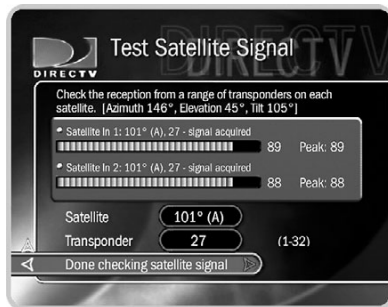 DIRECTV
Test Satellite Signal
DIRECTV
Check the reception from a range of transponders on each
satellite. [Azimuth 146°, Elevation 45°, Tilt 105°]
Satellite In 1: 101° (A), 27 - signal acquired
89 Peak: 89
Satellite In 2: 101° (A), 27 - signal acquired
88 Peak: 88
Satellite 101° (A)
Transponder 27 (1-32)
Done checking satellite signal